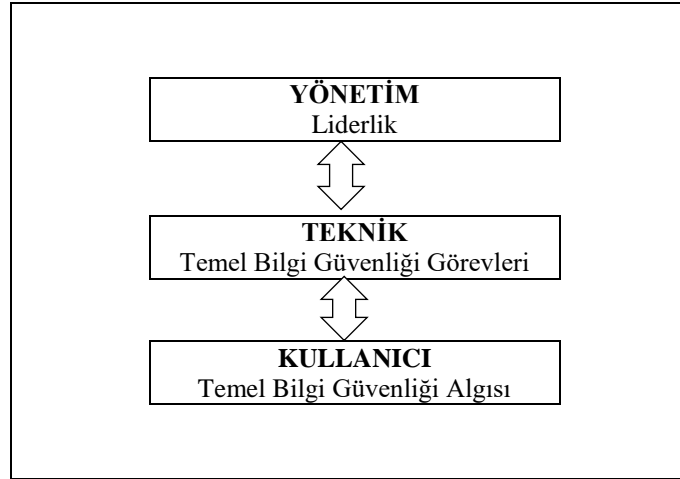 YÖNETİM
Liderlik
TEKNİK
Temel Bilgi Güvenliği Görevleri
KULLANICI
Temel Bilgi Güvenliği Algısı